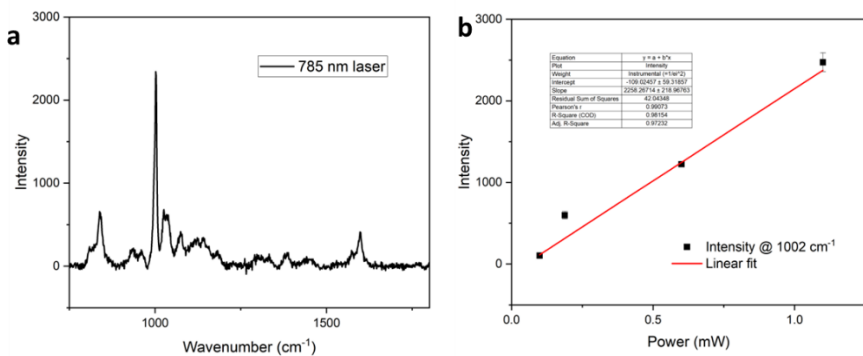 a
3000
2000
1000
0
Intensity
785 nm laser
1000 1500
Wavenumber (cm⁻¹)
b
3000
2000
1000
0
Intensity
Equation y = a + b*x
Plot Intensity
Weight Instrumental (=1/ei^2)
Intercept -109.02457 ± 59.31857
Slope 2258.26714 ± 218.96763
Residual Sum of Squares 42.04348
Pearson's r 0.99073
R-Square (COD) 0.98154
Adj. R-Square 0.97232
Intensity @ 1002 cm⁻¹
Linear fit
0.0 0.5 1.0
Power (mW)